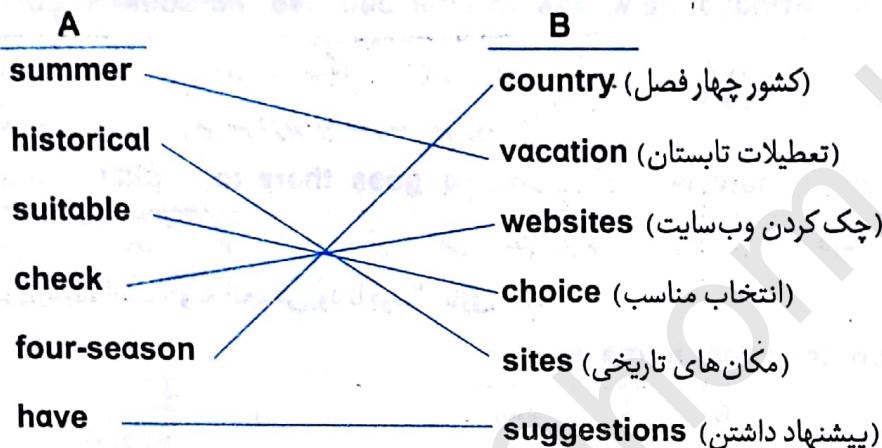 A B
summer country (کشور چهار فصل)
historical vacation (تعطیلات تابستان)
suitable websites (چک کردن وب‌سایت)
check choice (انتخاب مناسب)
four-season sites (مکان‌های تاریخی)
have suggestions (پیشنهاد داشتن)